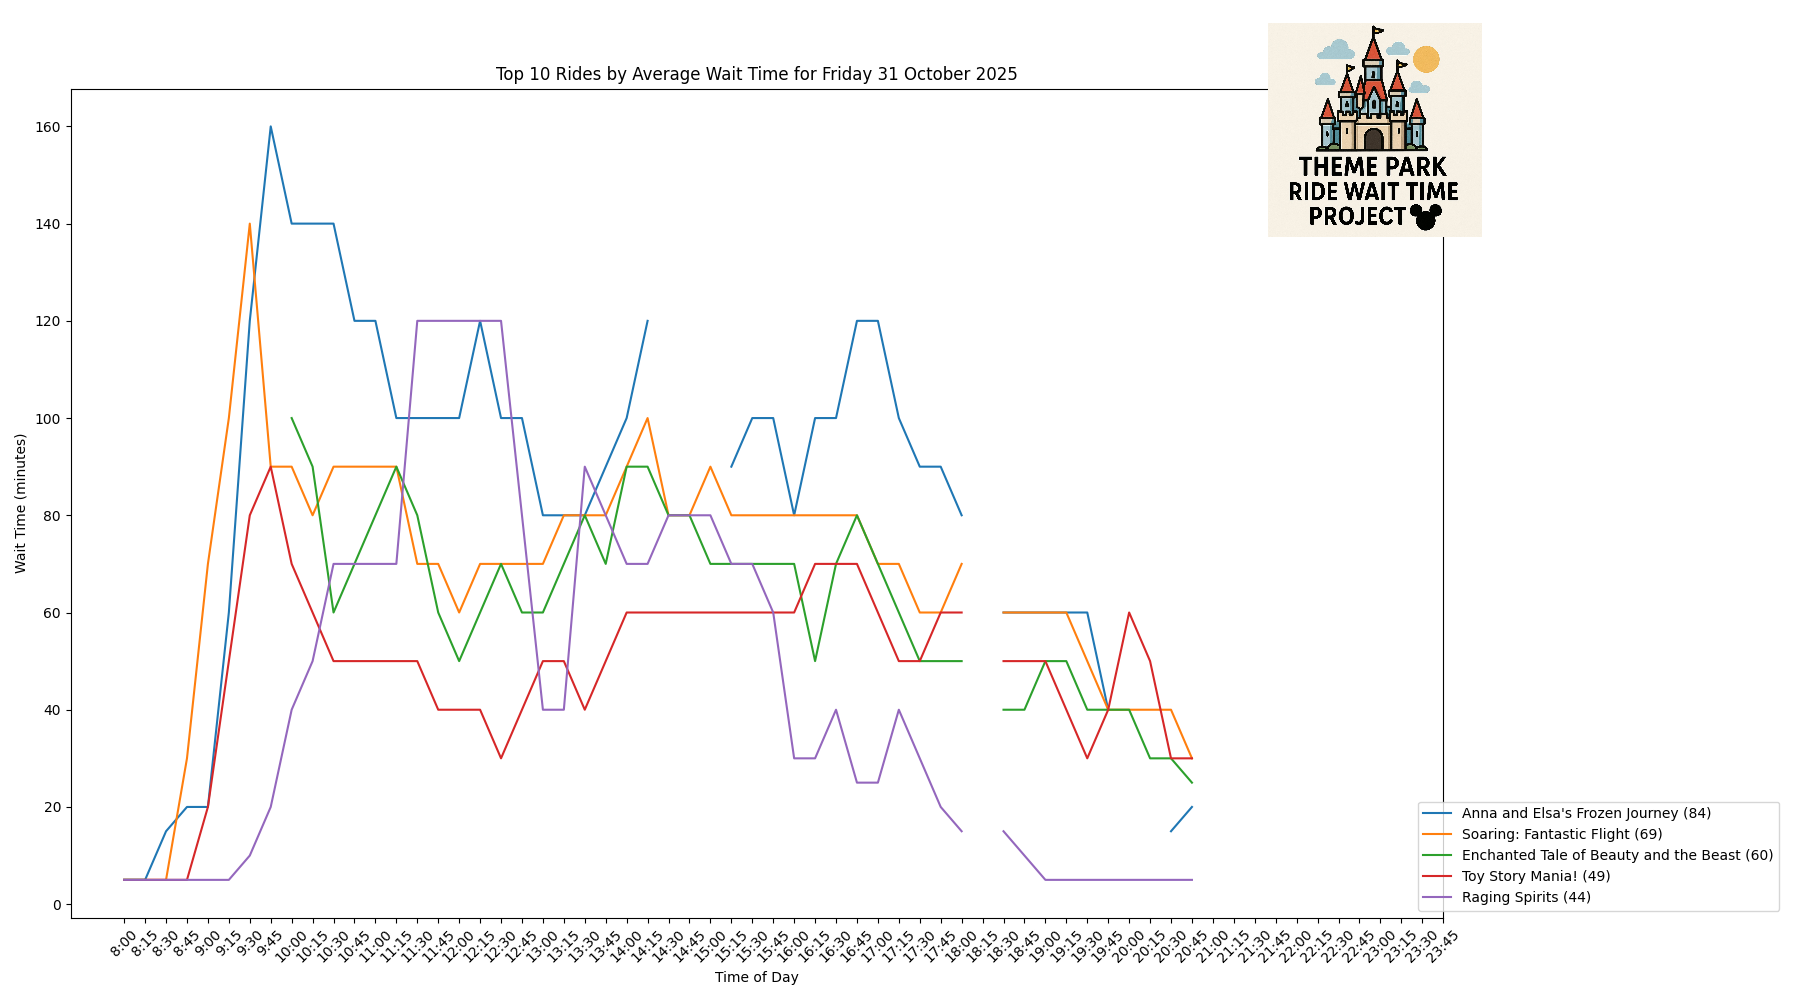 Top 10 Rides by Average Wait Time for Friday 31 October 2025
THEME PARK
RIDE WAIT TIME
PROJECT
Wait Time (minutes)
160
140
120
100
80
60
40
20
0
8:00 8:15 8:30 8:45 9:00 9:15 9:30 9:45 10:00 10:15 10:30 10:45 11:00 11:15 11:30 11:45 12:00 12:15 12:30 12:45 13:00 13:15 13:30 13:45 14:00 14:15 14:30 14:45 15:00 15:15 15:30 15:45 16:00 16:15 16:30 16:45 17:00 17:15 17:30 17:45 18:00 18:15 18:30 18:45 19:00 19:15 19:30 19:45 20:00 20:15 20:30 20:45 21:00 21:15 21:30 21:45 22:00 22:15 22:30 22:45 23:00 23:15 23:30 23:45
Time of Day
Anna and Elsa's Frozen Journey (84)
Soaring: Fantastic Flight (69)
Enchanted Tale of Beauty and the Beast (60)
Toy Story Mania! (49)
Raging Spirits (44)